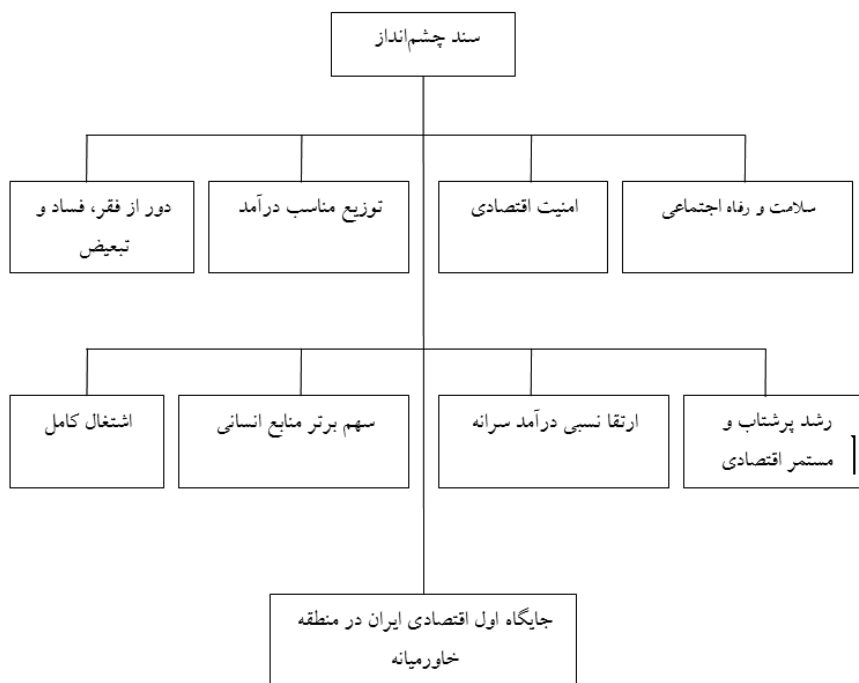 سند چشم‌انداز
سلامت و رفاه اجتماعی
امنیت اقتصادی
توزیع مناسب درآمد
دور از فقر، فساد و
تبعیض
رشد پرشتاب و
مستمر اقتصادی
ارتقا نسبی درآمد سرانه
سهم برتر منابع انسانی
اشتغال کامل
جایگاه اول اقتصادی ایران در منطقه
خاورمیانه